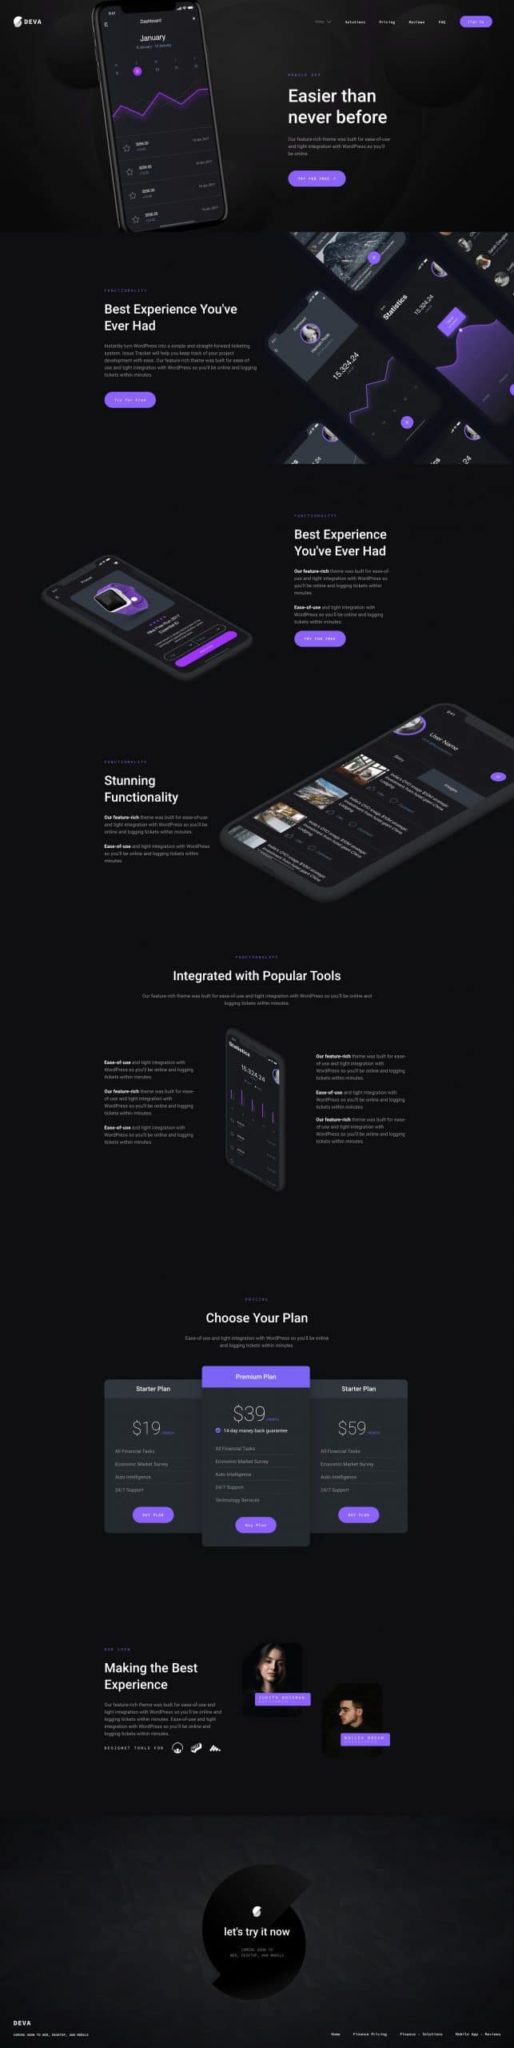 DEVA
Home
Solutions
Pricing
Reviews
FAQ
Sign Up
9:41
Dashboard
January
MOBILE APP
Easier than
never before
Our feature-rich theme was built for ease-of-use
and tight integration with WordPress so you'll
be online.
TRY FOR FREE
FUNCTIONALITY
Best Experience You've
Ever Had
Instantly turn WordPress into a simple and straight-forward ticketing
system. Issue Tracker will help you keep track of your project
development with ease. Our feature-rich theme was built for ease-of-
use and tight integration with WordPress so you'll be online and logging
tickets within minutes.
Try for Free
Statistics
15,324.24
15,324.24
FUNCTIONALITY
Best Experience
You've Ever Had
Our feature-rich theme was built for ease-of-
use and tight integration with WordPress so
you'll be online and logging tickets within
minutes.
Ease-of-use and tight integration with
WordPress so you'll be online and logging
tickets within minutes.
TRY FOR FREE
Product
FUNCTIONALITY
Stunning
Functionality
Our feature-rich theme was built for ease-of-use
and tight integration with WordPress so you'll be
online and logging tickets within minutes.
Ease-of-use and tight integration with WordPress
so you'll be online and logging tickets within
minutes.
9:41
User Name
Story
Images
FUNCTIONALITY
Integrated with Popular Tools
Our feature-rich theme was built for ease-of-use and tight integration with WordPress so you'll be online and
logging tickets within minutes.
Ease-of-use and tight integration with
WordPress so you'll be online and logging
tickets within minutes.
Our feature-rich theme was built for ease-
of-use and tight integration with
WordPress so you'll be online and logging
tickets within minutes.
Ease-of-use and tight integration with
WordPress so you'll be online and logging
tickets within minutes.
Statistics
15,324.24
Our feature-rich theme was built for ease-
of-use and tight integration with
WordPress so you'll be online and logging
tickets within minutes.
Ease-of-use and tight integration with
WordPress so you'll be online and logging
tickets within minutes.
Our feature-rich theme was built for ease-
of-use and tight integration with
WordPress so you'll be online and logging
tickets within minutes.
PRICING
Choose Your Plan
Ease-of-use and tight integration with WordPress so you'll be online
and logging tickets within minutes
Starter Plan
$19 /MONTH
All Financial Tasks
Economic Market Survey
Auto Intelligence
24/7 Support
BUY PLAN
Premium Plan
$39 /MONTH
14-day money back guarantee
All Financial Tasks
Economic Market Survey
Auto Intelligence
24/7 Support
Technology Services
Buy Plan
Starter Plan
$59 /MONTH
All Financial Tasks
Economic Market Survey
Auto Intelligence
24/7 Support
BUY PLAN
OUR CREW
Making the Best
Experience
Our feature-rich theme was built for ease-of-use and
tight integration with WordPress so you'll be online and
logging tickets within minutes. Ease-of-use and tight
integration with WordPress so you'll be online and
logging tickets within minutes.
let's try it now
COMING SOON TO
WEB, DESKTOP, AND MOBILE
DEVA
COMING SOON TO WEB, DESKTOP, AND MOBILE
Home
Finance Pricing
Finance - Solutions
Mobile App - Reviews